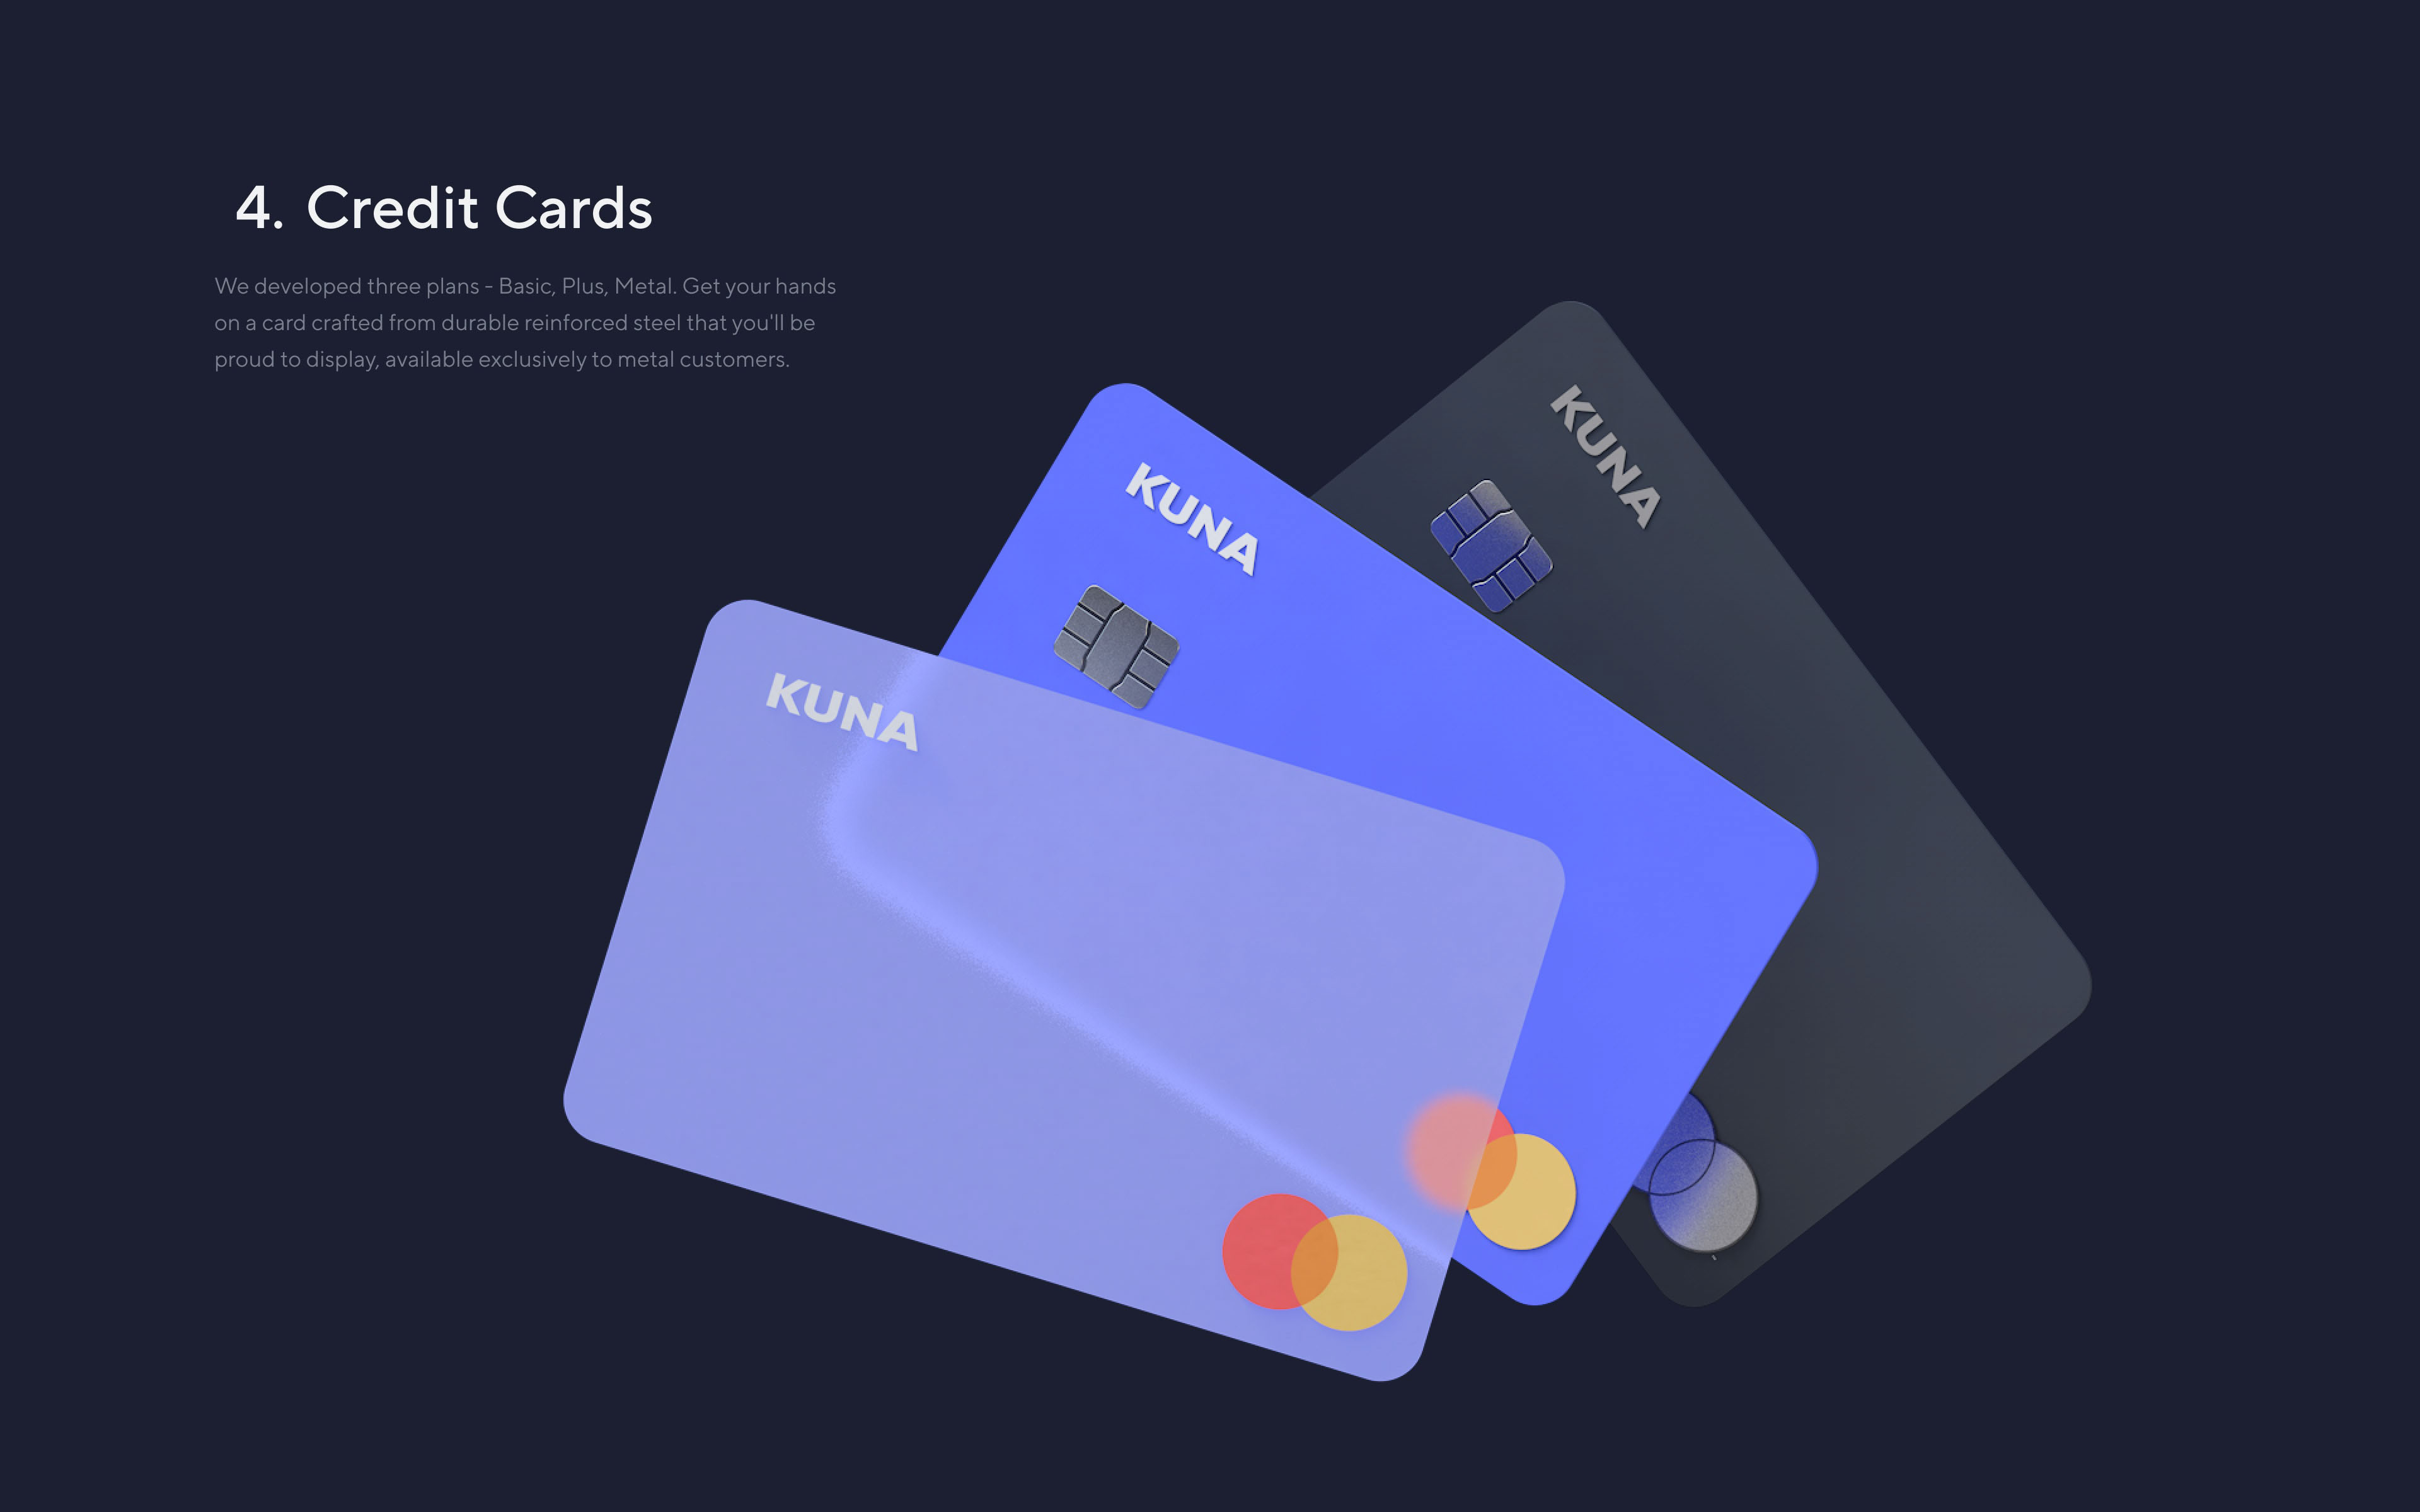 4. Credit Cards
We developed three plans - Basic, Plus, Metal. Get your hands
on a card crafted from durable reinforced steel that you'll be
proud to display, available exclusively to metal customers.
KUNA
KUNA
KUNA